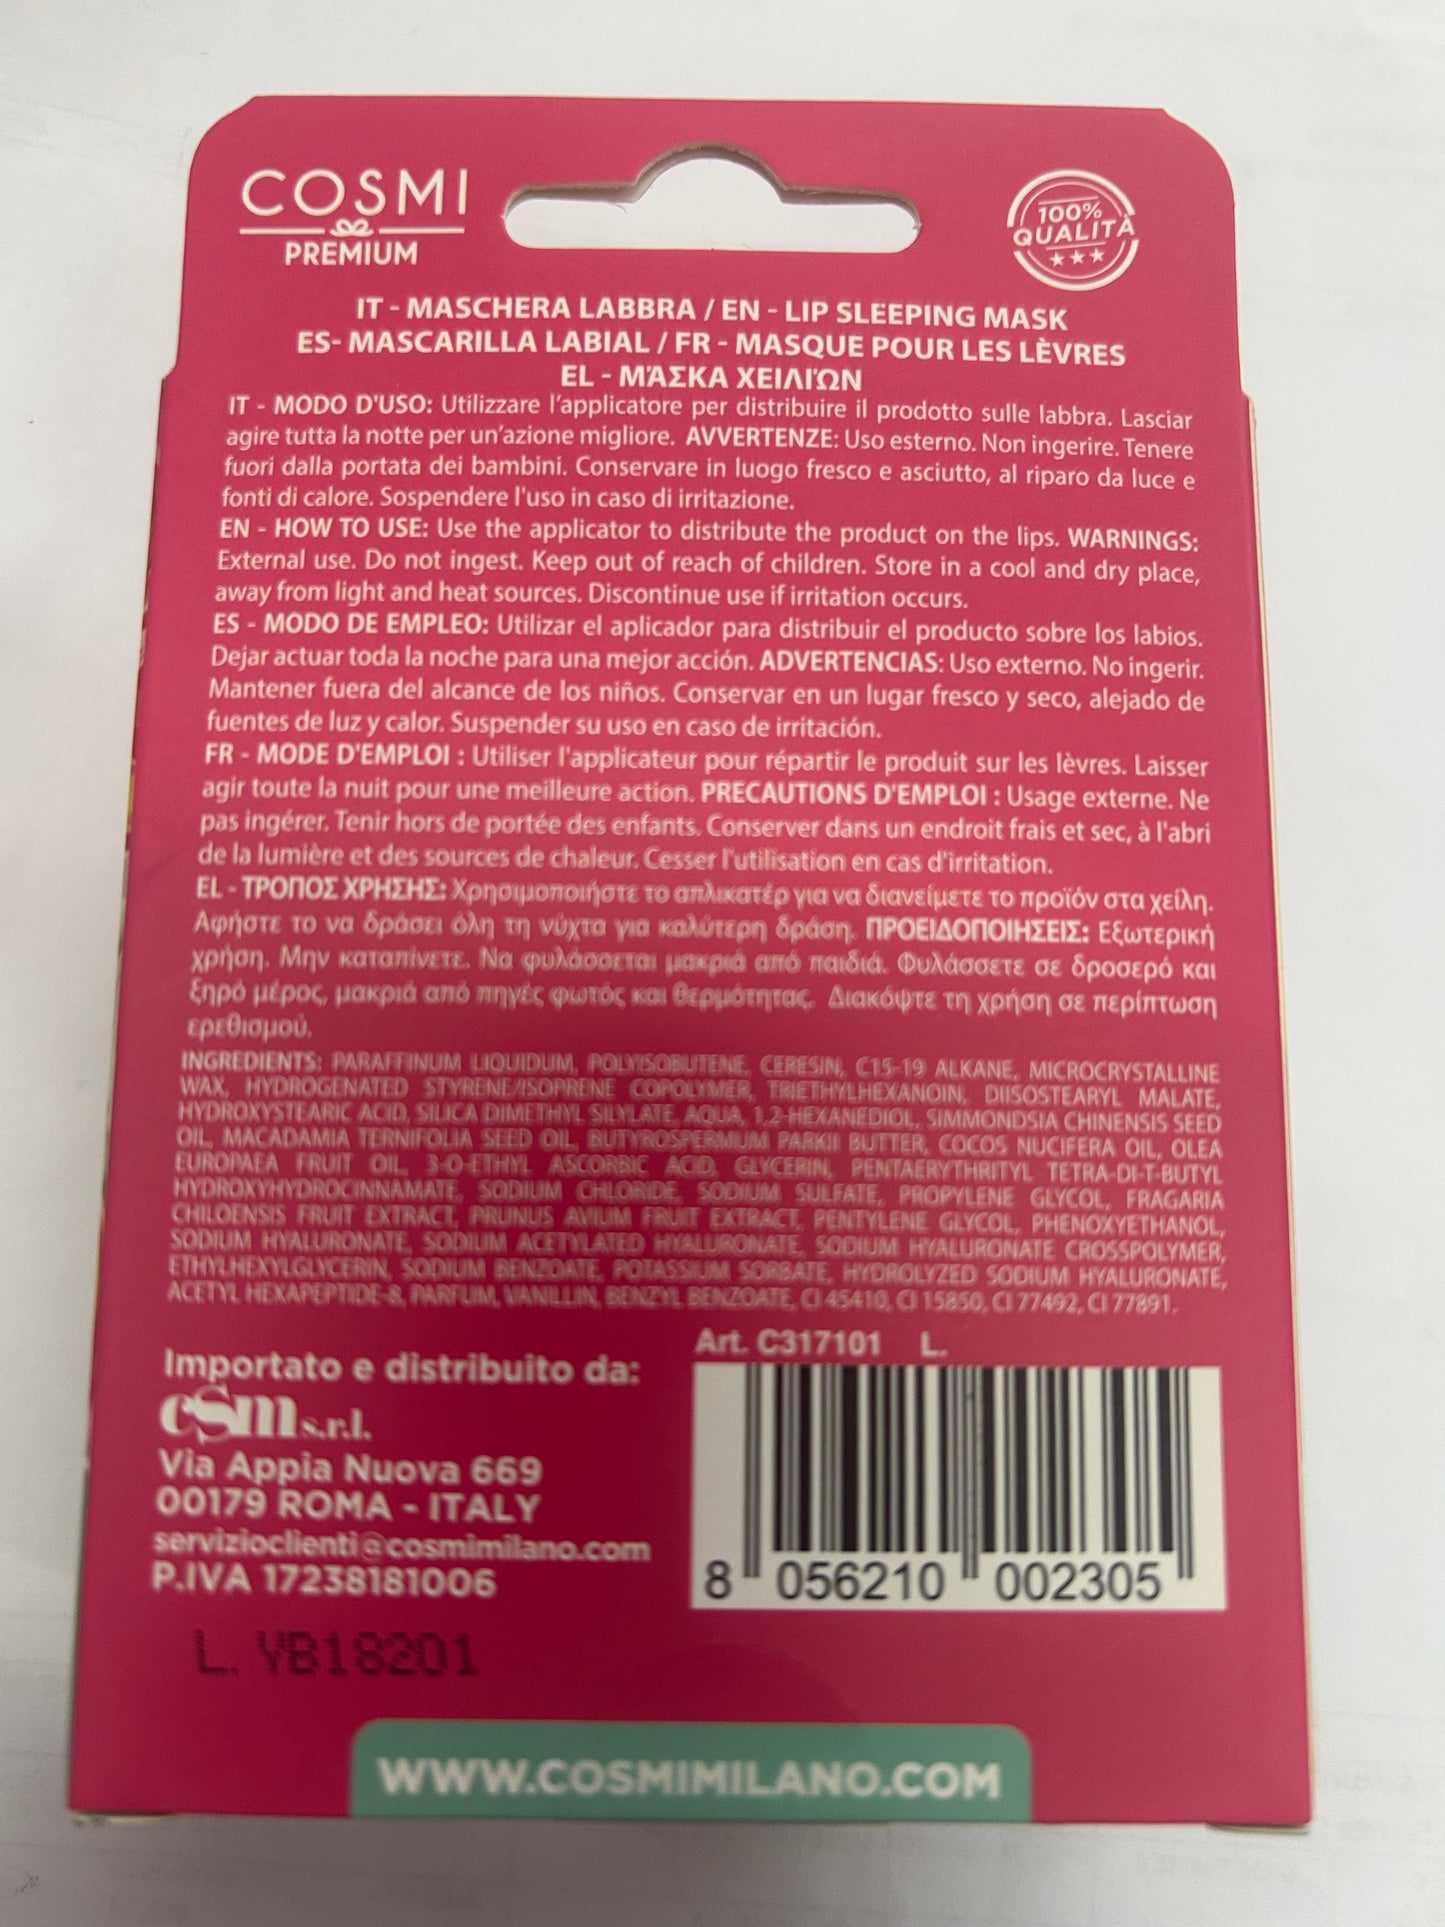 COSMI
PREMIUM
100%
QUALITÀ
IT - MASCHERA LABBRA / EN - LIP SLEEPING MASK
ES- MASCARILLA LABIAL / FR - MASQUE POUR LES LÈVRES
EL - ΜΆΣΚΑ ΧΕΙΛΙΏΝ
IT - MODO D'USO: Utilizzare l’applicatore per distribuire il prodotto sulle labbra. Lasciar
agire tutta la notte per un’azione migliore. AVVERTENZE: Uso esterno. Non ingerire. Tenere
fuori dalla portata dei bambini. Conservare in luogo fresco e asciutto, al riparo da luce e
fonti di calore. Sospendere l'uso in caso di irritazione.
EN - HOW TO USE: Use the applicator to distribute the product on the lips. WARNINGS:
External use. Do not ingest. Keep out of reach of children. Store in a cool and dry place,
away from light and heat sources. Discontinue use if irritation occurs.
ES - MODO DE EMPLEO: Utilizar el aplicador para distribuir el producto sobre los labios.
Dejar actuar toda la noche para una mejor acción. ADVERTENCIAS: Uso externo. No ingerir.
Mantener fuera del alcance de los niños. Conservar en un lugar fresco y seco, alejado de
fuentes de luz y calor. Suspender su uso en caso de irritación.
FR - MODE D'EMPLOI : Utiliser l'applicateur pour répartir le produit sur les lèvres. Laisser
agir toute la nuit pour une meilleure action. PRECAUTIONS D'EMPLOI : Usage externe. Ne
pas ingérer. Tenir hors de portée des enfants. Conserver dans un endroit frais et sec, à l'abri
de la lumière et des sources de chaleur. Cesser l'utilisation en cas d'irritation.
EL - ΤΡΟΠΟΣ ΧΡΗΣΗΣ: Χρησιμοποιήστε το απλικατέρ για να διανείμετε το προϊόν στα χείλη.
Αφήστε το να δράσει όλη τη νύχτα για καλύτερη δράση. ΠΡΟΕΙΔΟΠΟΙΗΣΕΙΣ: Εξωτερική
χρήση. Μην καταπίνετε. Να φυλάσσεται μακριά από παιδιά. Φυλάσσετε σε δροσερό και
ξηρό μέρος, μακριά από πηγές φωτός και θερμότητας. Διακόψτε τη χρήση σε περίπτωση
ερεθισμού.
INGREDIENTS: PARAFFINUM LIQUIDUM, POLYISOBUTENE, CERESIN, C15-19 ALKANE, MICROCRYSTALLINE
WAX, HYDROGENATED STYRENE/ISOPRENE COPOLYMER, TRIETHYLHEXANOIN, DIISOSTEARYL MALATE,
HYDROXYSTEARIC ACID, SILICA DIMETHYL SILYLATE, AQUA, 1,2-HEXANEDIOL, SIMMONDSIA CHINENSIS SEED
OIL, MACADAMIA TERNIFOLIA SEED OIL, BUTYROSPERMUM PARKII BUTTER, COCOS NUCIFERA OIL, OLEA
EUROPAEA FRUIT OIL, 3-O-ETHYL ASCORBIC ACID, GLYCERIN, PENTAERYTHRITYL TETRA-DI-T-BUTYL
HYDROXYHYDROCINNAMATE, SODIUM CHLORIDE, SODIUM SULFATE, PROPYLENE GLYCOL, FRAGARIA
CHILOENSIS FRUIT EXTRACT, PRUNUS AVIUM FRUIT EXTRACT, PENTYLENE GLYCOL, PHENOXYETHANOL,
SODIUM HYALURONATE, SODIUM ACETYLATED HYALURONATE, SODIUM HYALURONATE CROSSPOLYMER,
ETHYLHEXYLGLYCERIN, SODIUM BENZOATE, POTASSIUM SORBATE, HYDROLYZED SODIUM HYALURONATE,
ACETYL HEXAPEPTIDE-8, PARFUM, VANILLIN, BENZYL BENZOATE, CI 45410, CI 15850, CI 77492, CI 77891.
Art. C317101 L.
Importato e distribuito da:
csm s.r.l.
Via Appia Nuova 669
00179 ROMA - ITALY
servizioclienti@cosmimilano.com
P.IVA 17238181006
8 056210 002305
L. YB18201
WWW.COSMIMILANO.COM